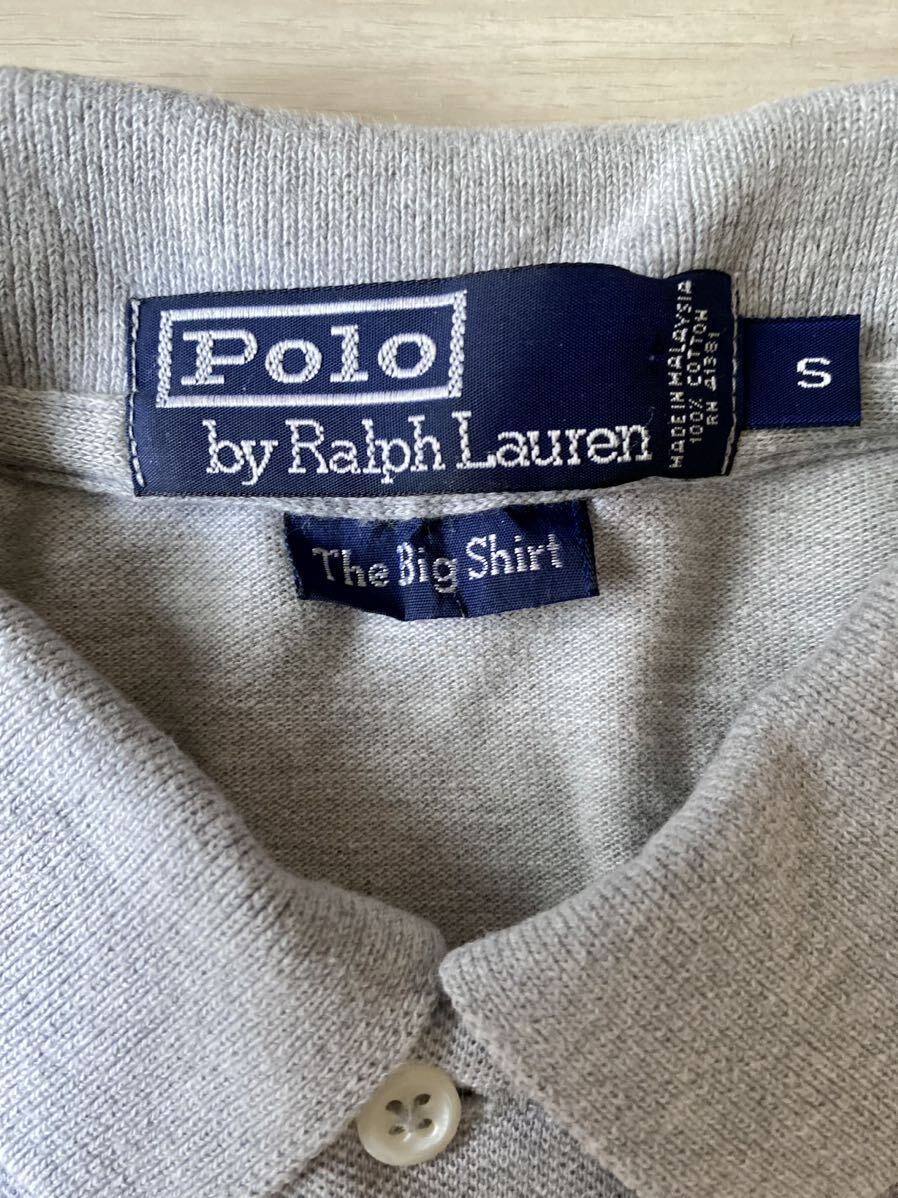 Polo
by Ralph Lauren
MADE IN MALAYSIA
100% COTTON
RN 41381
S
The Big Shirt